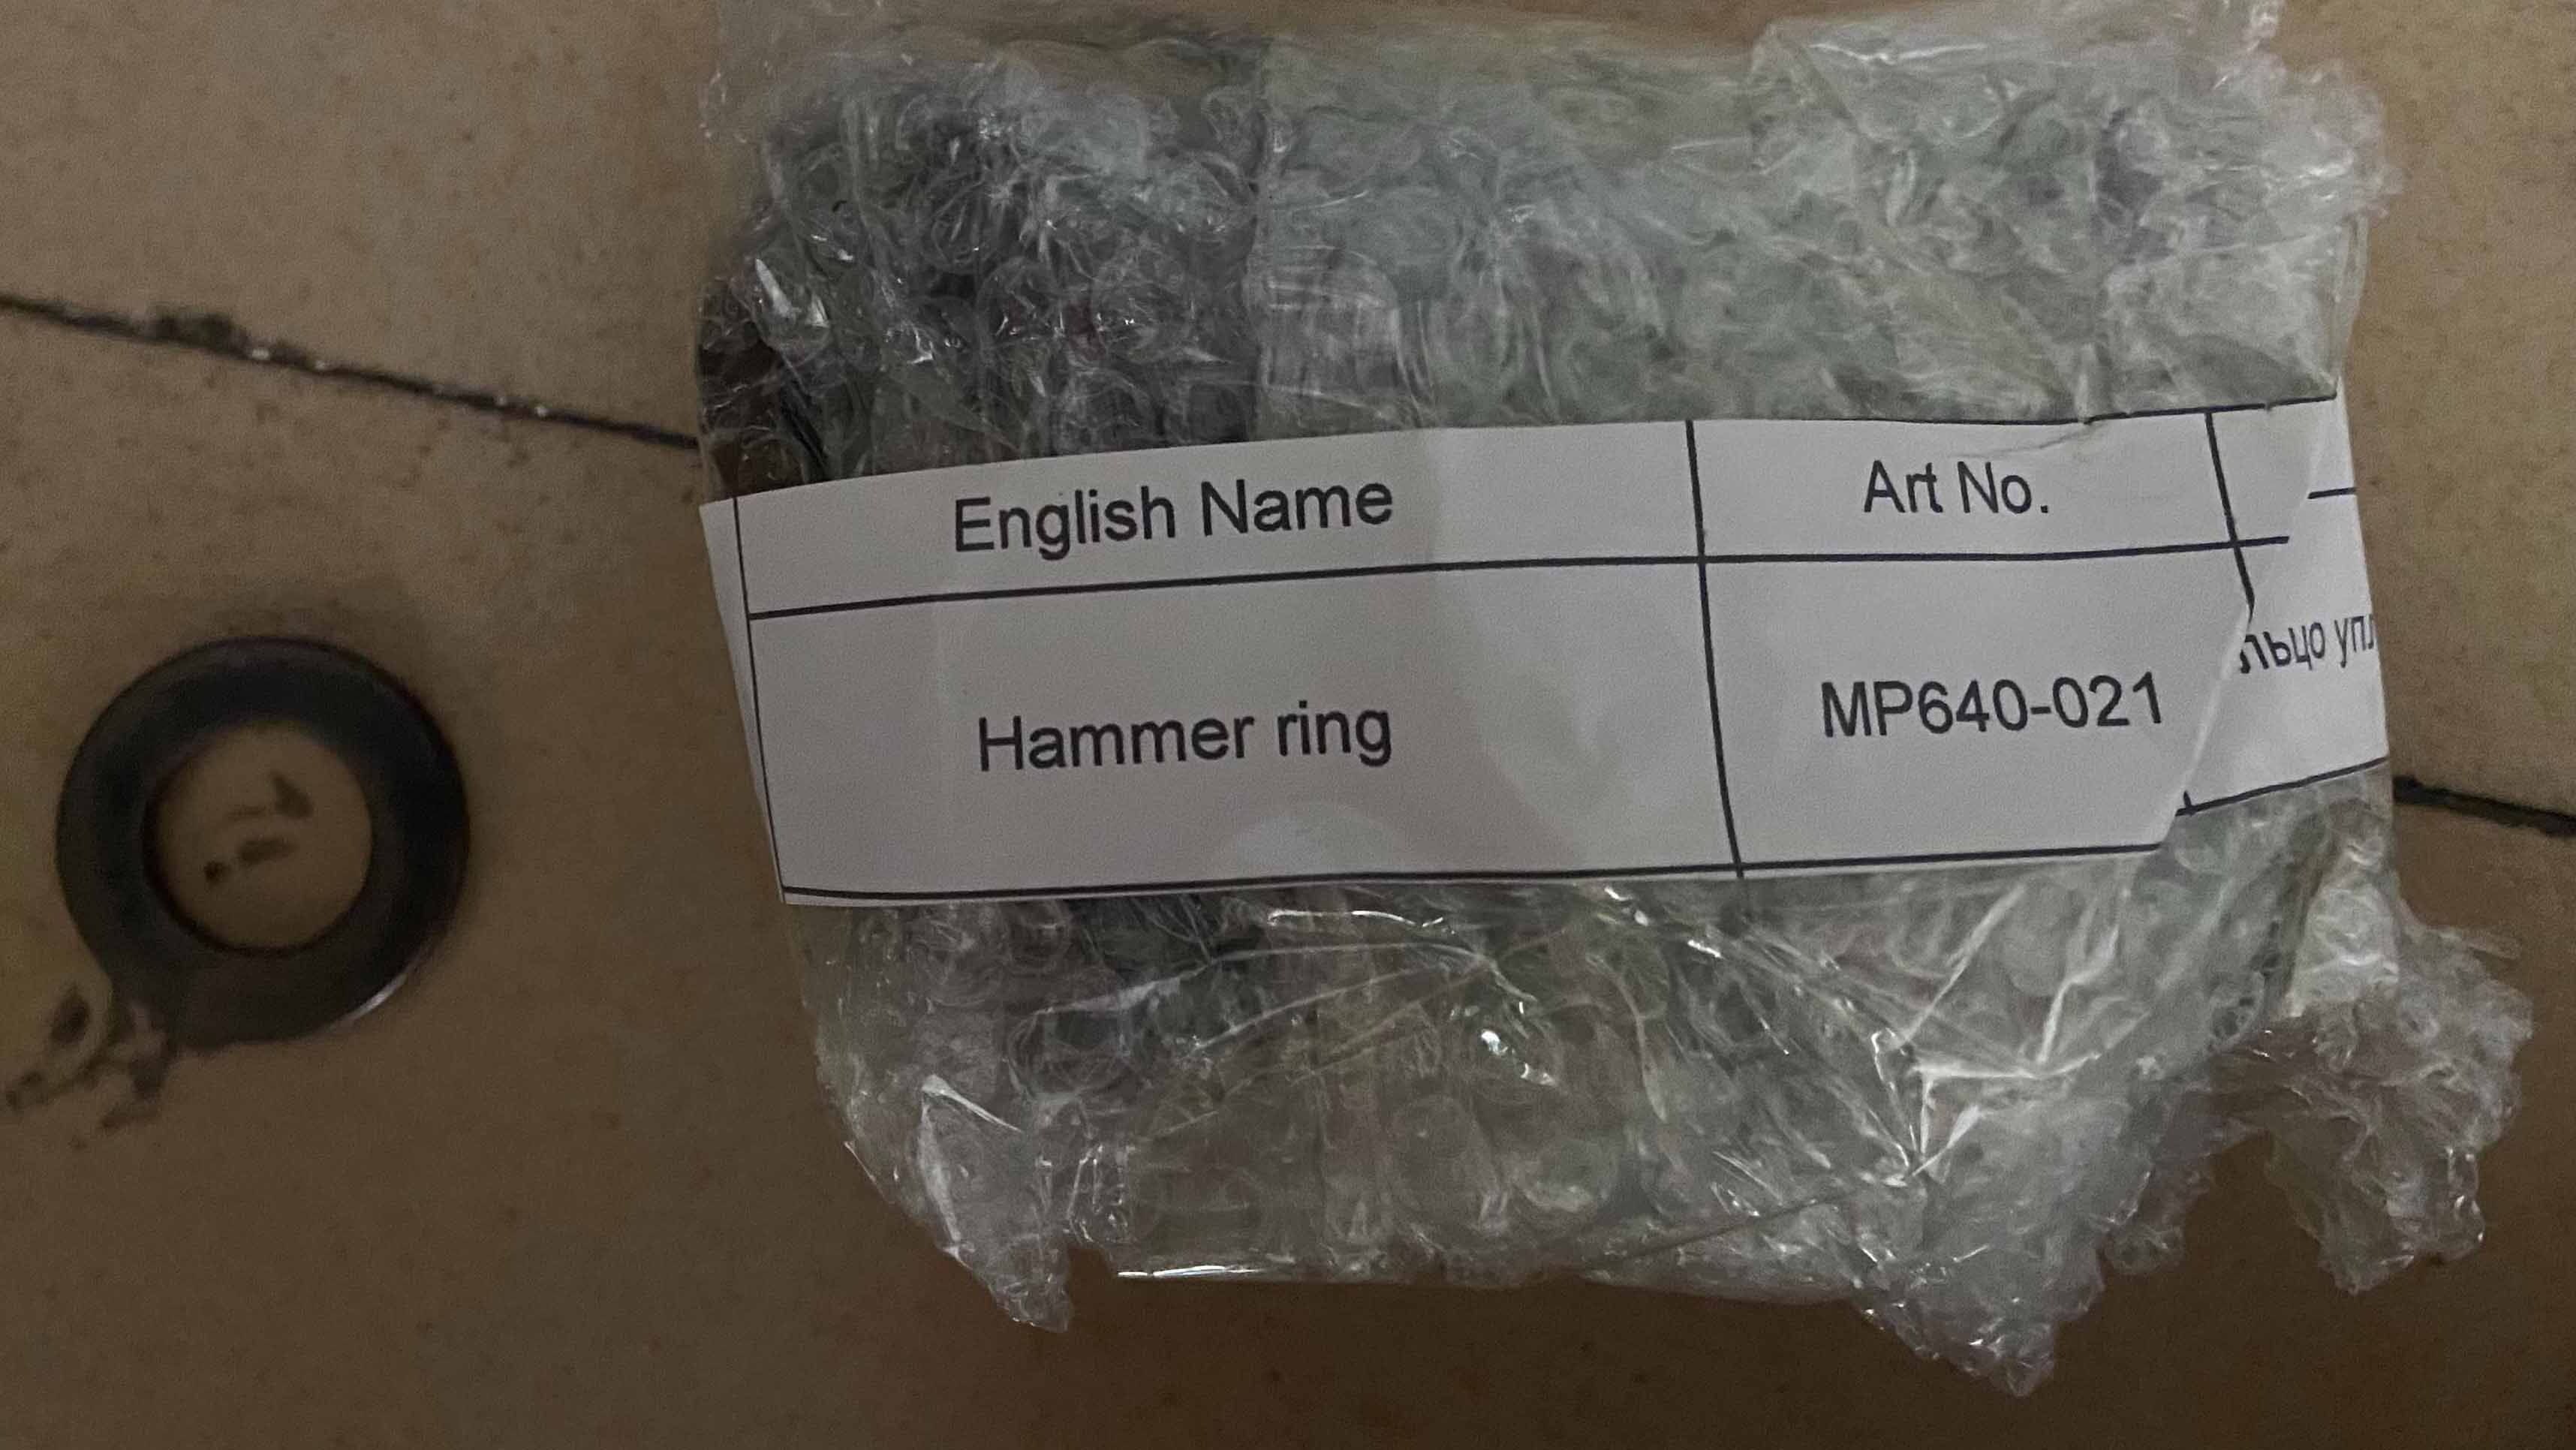 English Name
Art No.
Hammer ring
MP640-021
льцо упл